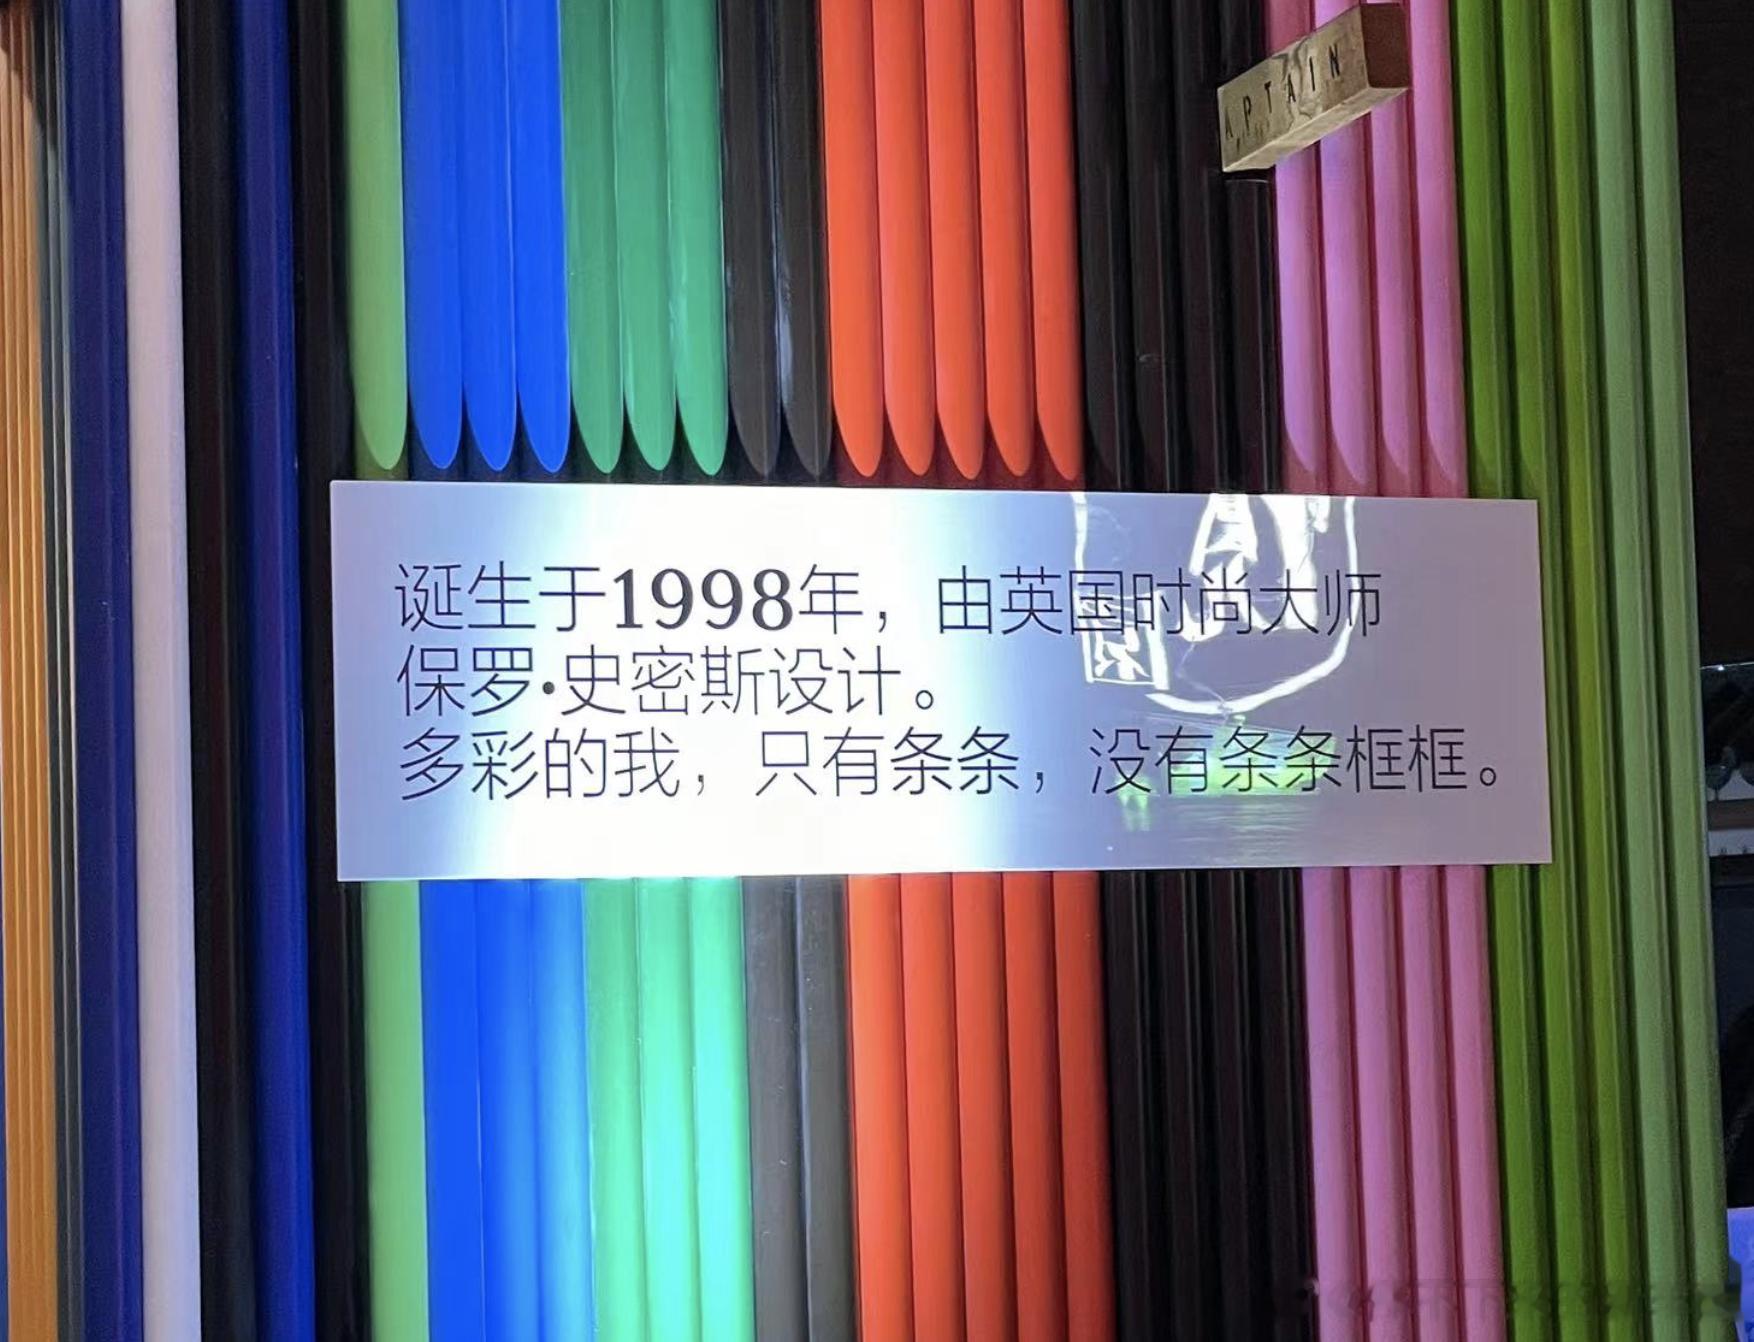 APTAIN
诞生于1998年，由英国时尚大师
保罗·史密斯设计。
多彩的我，只有条条，没有条条框框。